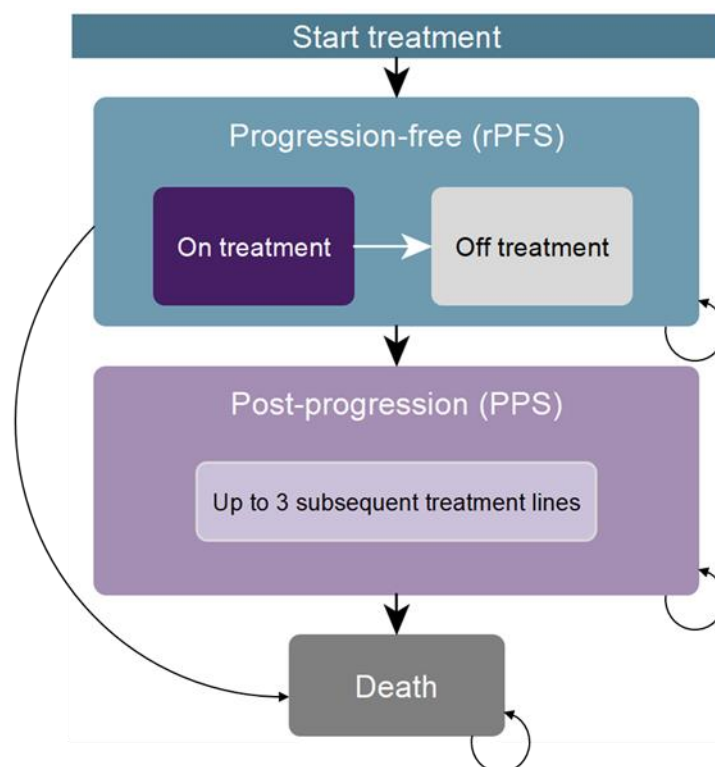 Start treatment
Progression-free (rPFS)
On treatment
Off treatment
Post-progression (PPS)
Up to 3 subsequent treatment lines
Death